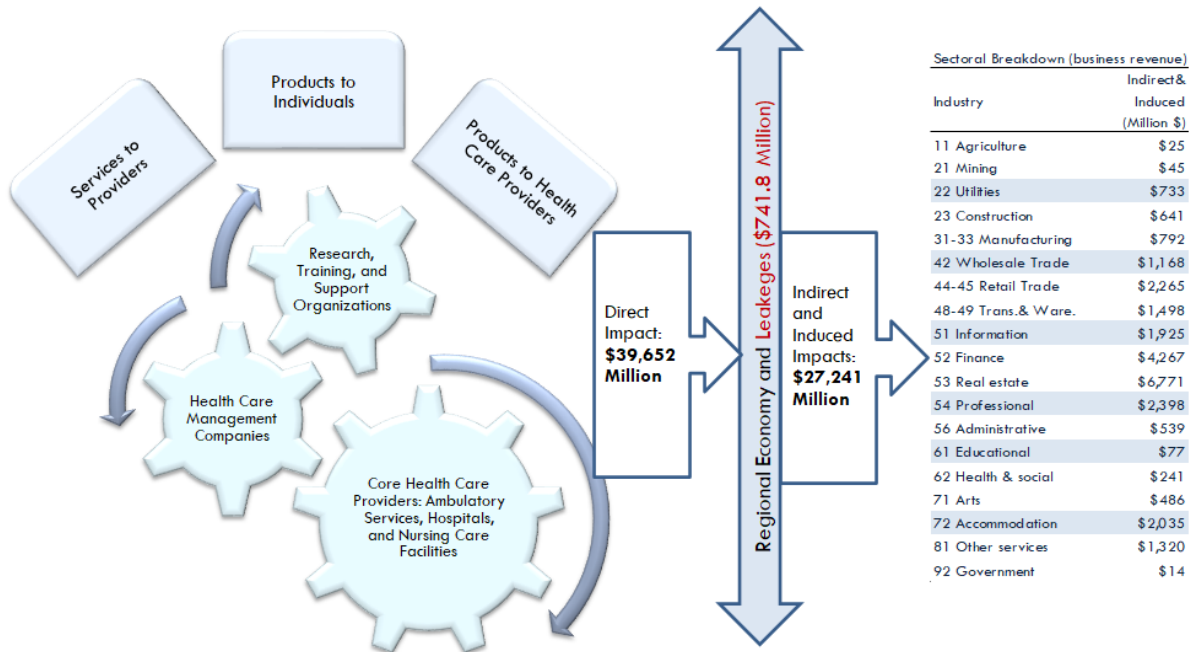 Products to
Individuals
Services to
Providers
Products to Health
Care Providers
Research,
Training, and
Support
Organizations
Health Care
Management
Companies
Core Health Care
Providers: Ambulatory
Services, Hospitals,
and Nursing Care
Facilities
Direct
Impact:
$39,652
Million
Regional Economy and Leakeges ($741.8 Million)
Indirect
and
Induced
Impacts:
$27,241
Million
Sectoral Breakdown (business revenue)
Indirect&
Industry Induced
(Million $)
11 Agriculture $25
21 Mining $45
22 Utilities $733
23 Construction $641
31-33 Manufacturing $792
42 Wholesale Trade $1,168
44-45 Retail Trade $2,265
48-49 Trans.& Ware. $1,498
51 Information $1,925
52 Finance $4,267
53 Real estate $6,771
54 Professional $2,398
56 Administrative $539
61 Educational $77
62 Health & social $241
71 Arts $486
72 Accommodation $2,035
81 Other services $1,320
92 Government $14